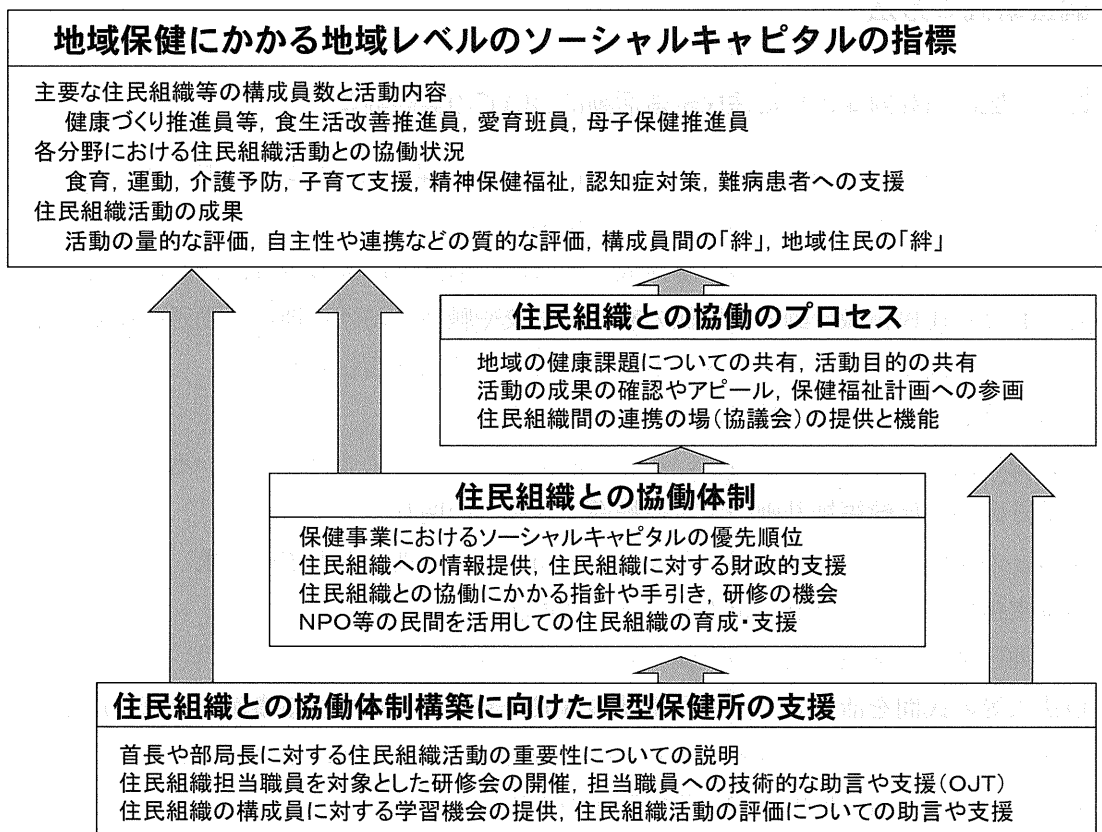 地域保健にかかる地域レベルのソーシャルキャピタルの指標
主要な住民組織等の構成員数と活動内容
健康づくり推進員等, 食生活改善推進員, 愛育班員, 母子保健推進員
各分野における住民組織活動との協働状況
食育, 運動, 介護予防, 子育て支援, 精神保健福祉, 認知症対策, 難病患者への支援
住民組織活動の成果
活動の量的な評価, 自主性や連携などの質的な評価, 構成員間の「絆」, 地域住民の「絆」
住民組織との協働のプロセス
地域の健康課題についての共有, 活動目的の共有
活動の成果の確認やアピール, 保健福祉計画への参画
住民組織間の連携の場(協議会)の提供と機能
住民組織との協働体制
保健事業におけるソーシャルキャピタルの優先順位
住民組織への情報提供, 住民組織に対する財政的支援
住民組織との協働にかかる指針や手引き, 研修の機会
NPO等の民間を活用しての住民組織の育成・支援
住民組織との協働体制構築に向けた県型保健所の支援
首長や部局長に対する住民組織活動の重要性についての説明
住民組織担当職員を対象とした研修会の開催, 担当職員への技術的な助言や支援(OJT)
住民組織の構成員に対する学習機会の提供, 住民組織活動の評価についての助言や支援